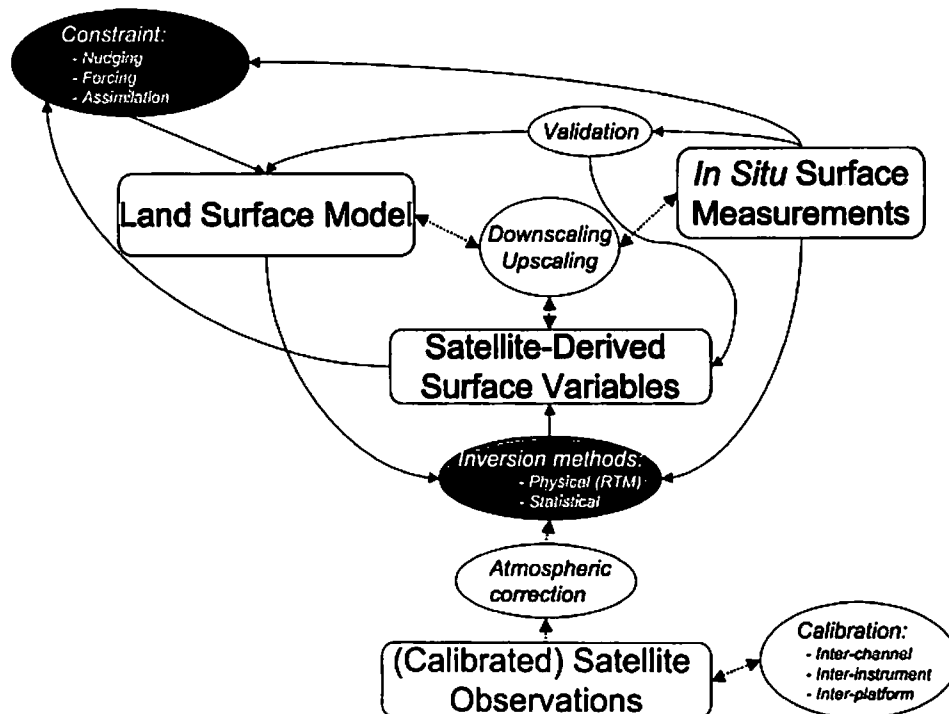 Constraint:
- Nudging
- Forcing
- Assimilation
Validation
In Situ Surface
Measurements
Land Surface Model
Downscaling
Upscaling
Satellite-Derived
Surface Variables
Inversion methods:
- Physical (RTM)
- Statistical
Atmospheric
correction
(Calibrated) Satellite
Observations
Calibration:
- Inter-channel
- Inter-instrument
- Inter-platform